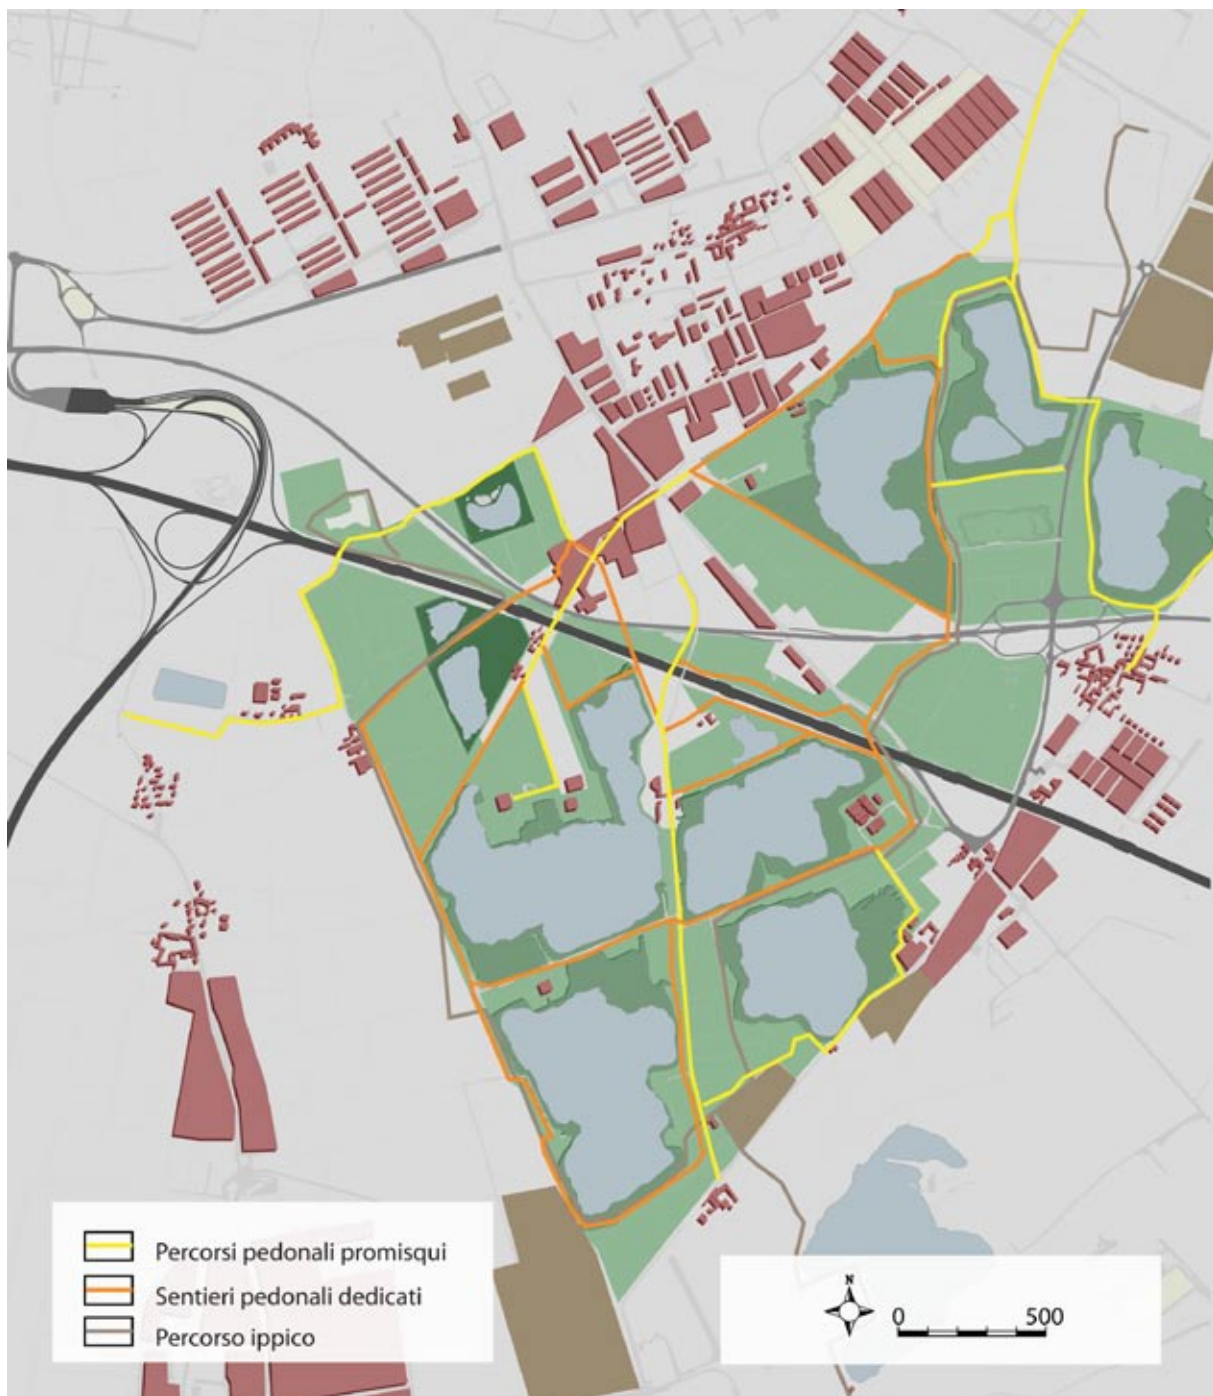 Percorsi pedonali promisqui
Sentieri pedonali dedicati
Percorso ippico
N
0 500